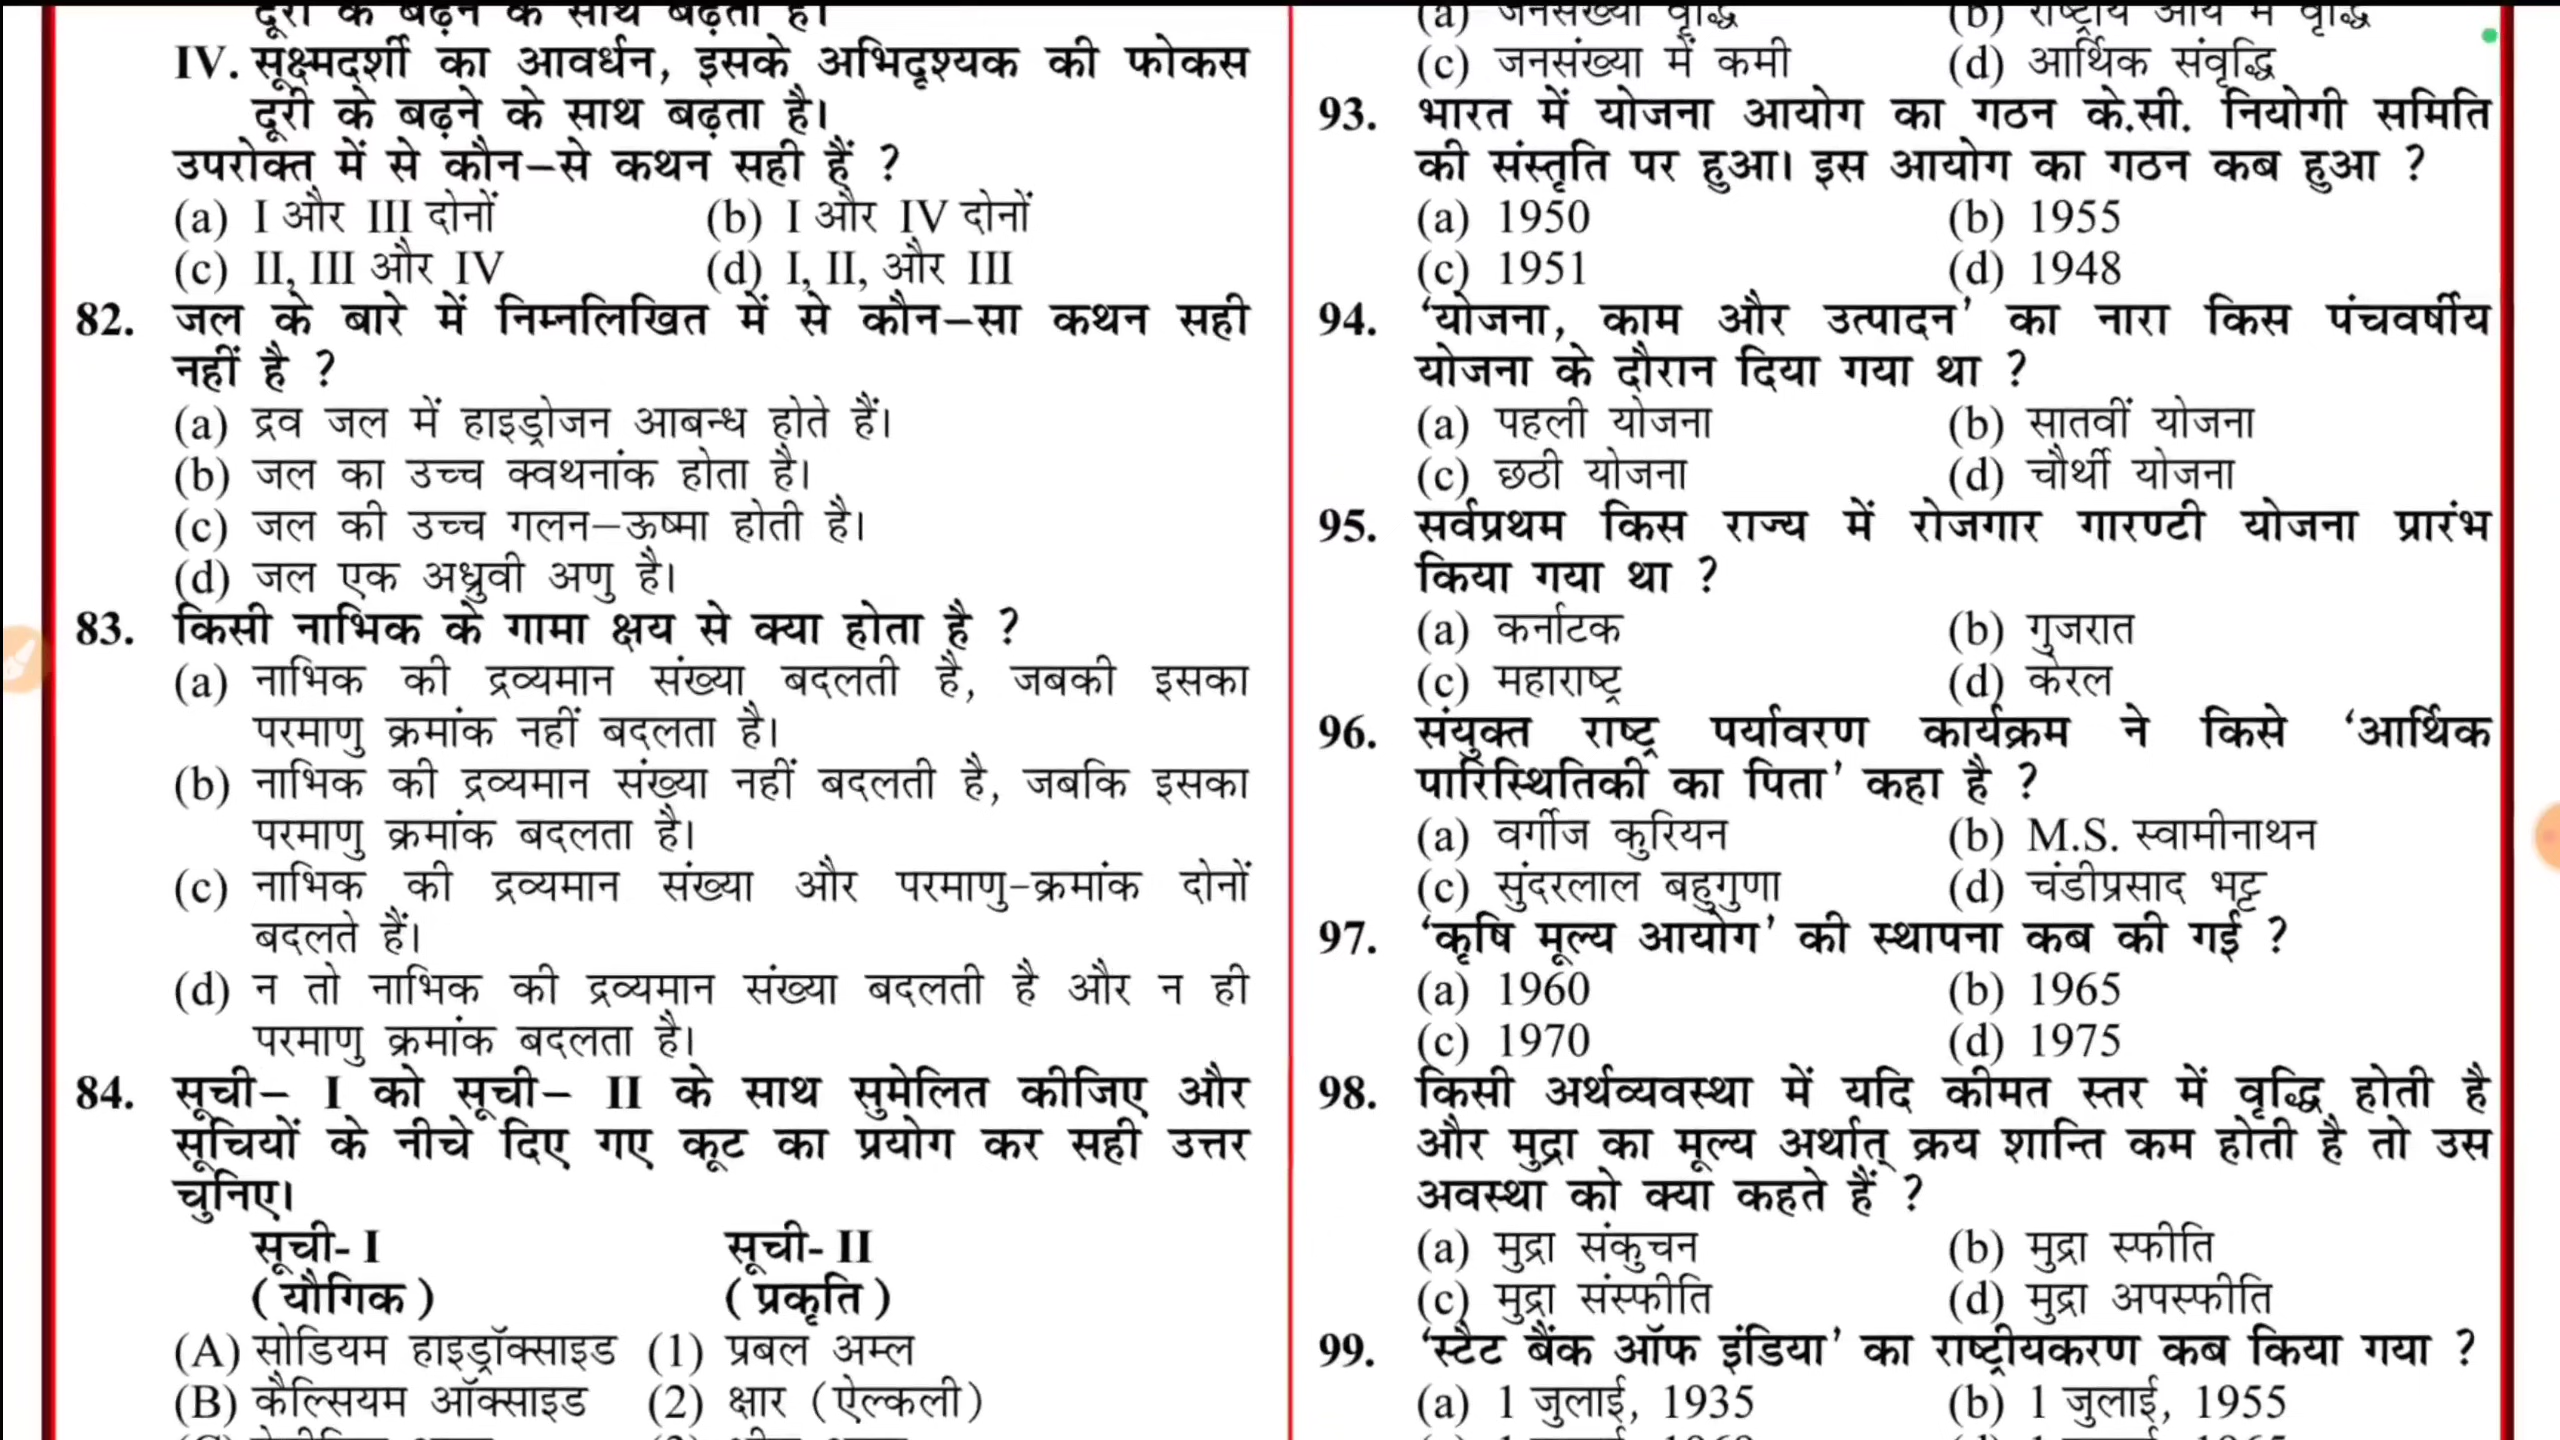 दूरी के बढ़ने के साथ बढ़ता है।
IV. सूक्ष्मदर्शी का आवर्धन, इसके अभिदृश्यक की फोकस
दूरी के बढ़ने के साथ बढ़ता है।
उपरोक्त में से कौन–से कथन सही हैं ?
(a) I और III दोनों (b) I और IV दोनों
(c) II, III और IV (d) I, II, और III
82. जल के बारे में निम्नलिखित में से कौन–सा कथन सही
नहीं है ?
(a) द्रव जल में हाइड्रोजन आबन्ध होते हैं।
(b) जल का उच्च क्वथनांक होता है।
(c) जल की उच्च गलन–ऊष्मा होती है।
(d) जल एक अध्रुवी अणु है।
83. किसी नाभिक के गामा क्षय से क्या होता है ?
(a) नाभिक की द्रव्यमान संख्या बदलती है, जबकी इसका
परमाणु क्रमांक नहीं बदलता है।
(b) नाभिक की द्रव्यमान संख्या नहीं बदलती है, जबकि इसका
परमाणु क्रमांक बदलता है।
(c) नाभिक की द्रव्यमान संख्या और परमाणु-क्रमांक दोनों
बदलते हैं।
(d) न तो नाभिक की द्रव्यमान संख्या बदलती है और न ही
परमाणु क्रमांक बदलता है।
84. सूची– I को सूची– II के साथ सुमेलित कीजिए और
सूचियों के नीचे दिए गए कूट का प्रयोग कर सही उत्तर
चुनिए।
सूची- I सूची- II
( यौगिक ) ( प्रकृति )
(A) सोडियम हाइड्रॉक्साइड (1) प्रबल अम्ल
(B) कैल्सियम ऑक्साइड (2) क्षार (ऐल्कली)
(a) जनसंख्या वृद्धि (b) राष्ट्रीय आय में वृद्धि
(c) जनसंख्या में कमी (d) आर्थिक संवृद्धि
93. भारत में योजना आयोग का गठन के.सी. नियोगी समिति
की संस्तृति पर हुआ। इस आयोग का गठन कब हुआ ?
(a) 1950 (b) 1955
(c) 1951 (d) 1948
94. ‘योजना, काम और उत्पादन’ का नारा किस पंचवर्षीय
योजना के दौरान दिया गया था ?
(a) पहली योजना (b) सातवीं योजना
(c) छठी योजना (d) चौर्थी योजना
95. सर्वप्रथम किस राज्य में रोजगार गारण्टी योजना प्रारंभ
किया गया था ?
(a) कर्नाटक (b) गुजरात
(c) महाराष्ट्र (d) केरल
96. संयुक्त राष्ट्र पर्यावरण कार्यक्रम ने किसे ‘आर्थिक
पारिस्थितिकी का पिता’ कहा है ?
(a) वर्गीज कुरियन (b) M.S. स्वामीनाथन
(c) सुंदरलाल बहुगुणा (d) चंडीप्रसाद भट्ट
97. ‘कृषि मूल्य आयोग’ की स्थापना कब की गई ?
(a) 1960 (b) 1965
(c) 1970 (d) 1975
98. किसी अर्थव्यवस्था में यदि कीमत स्तर में वृद्धि होती है
और मुद्रा का मूल्य अर्थात् क्रय शान्ति कम होती है तो उस
अवस्था को क्या कहते हैं ?
(a) मुद्रा संकुचन (b) मुद्रा स्फीति
(c) मुद्रा संस्फीति (d) मुद्रा अपस्फीति
99. ‘स्टैट बैंक ऑफ इंडिया’ का राष्ट्रीयकरण कब किया गया ?
(a) 1 जुलाई, 1935 (b) 1 जुलाई, 1955